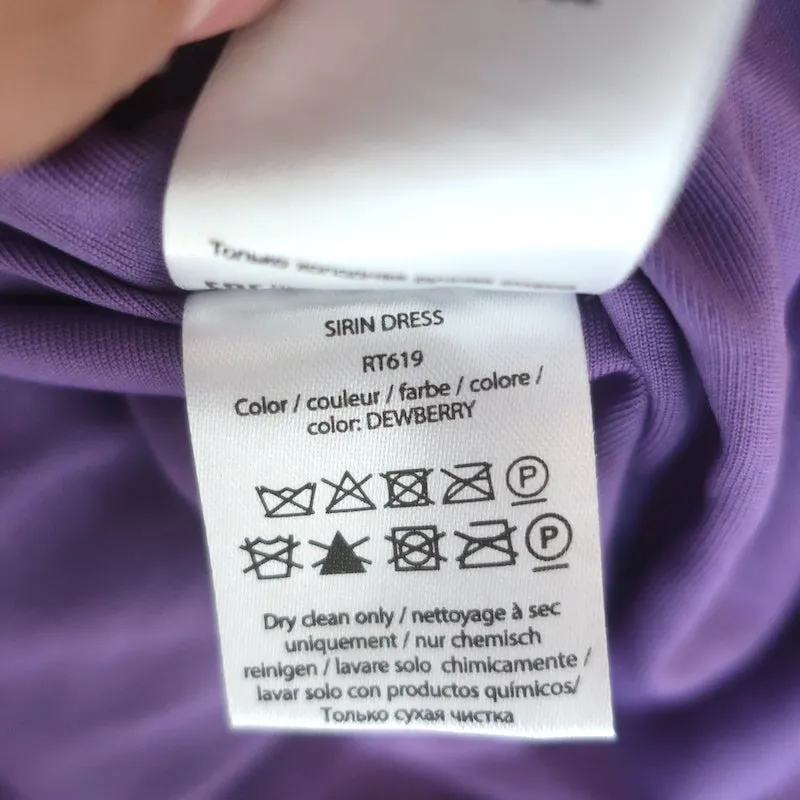 Только
SIRIN DRESS
RT619
Color / couleur / farbe / colore /
color: DEWBERRY
P
P
Dry clean only / nettoyage à sec
uniquement / nur chemisch
reinigen / lavare solo chimicamente /
lavar solo con productos químicos/
Только сухая чистка